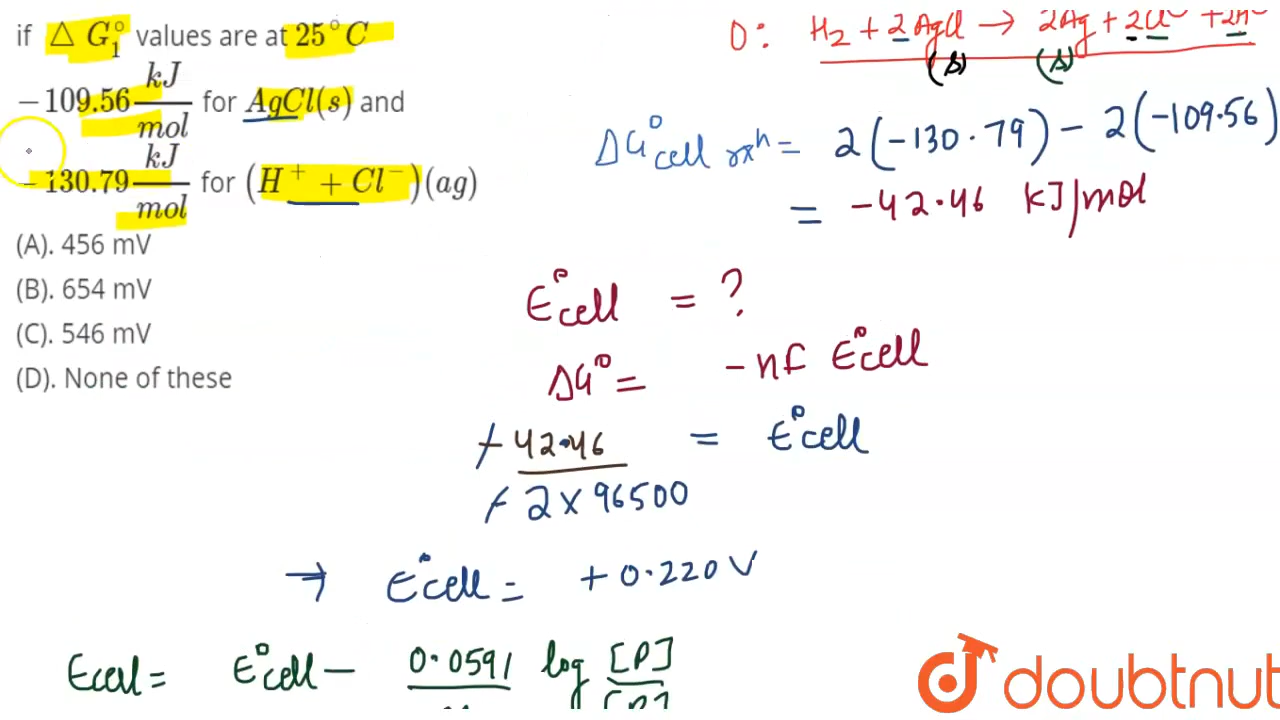 if △ G₁° values are at 25°C
−109.56 kJ/mol for AgCl(s) and
−130.79 kJ/mol for (H⁺ + Cl⁻)(ag)
(A). 456 mV
(B). 654 mV
(C). 546 mV
(D). None of these
O: H₂ + 2AgCl → 2Ag + 2Cl⁻ + 2H⁺
(s) (s)
ΔG°cell rxⁿ = 2(-130.79) - 2(-109.56)
= -42.46 KJ/mol
E°cell = ?
ΔG° = -nf E°cell
-42.46 / -2 × 96500 = E°cell
→ E°cell = +0.220 V
Ecell = E°cell - 0.0591 log [P]
doubtnut